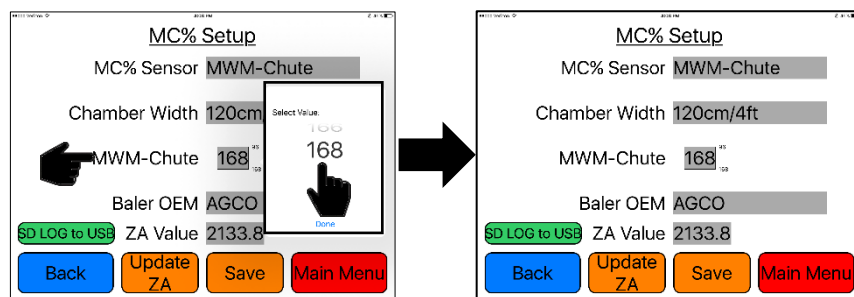 MC% Setup
MC% Sensor MWM-Chute
Chamber Width 120cm/
MWM-Chute 168
Baler OEM AGCO
SD LOG to USB ZA Value 2133.8
Back Update ZA Save Main Menu
Select Value:
168
Done
MC% Setup
MC% Sensor MWM-Chute
Chamber Width 120cm/4ft
MWM-Chute 168
168
Baler OEM AGCO
SD LOG to USB ZA Value 2133.8
Back Update ZA Save Main Menu